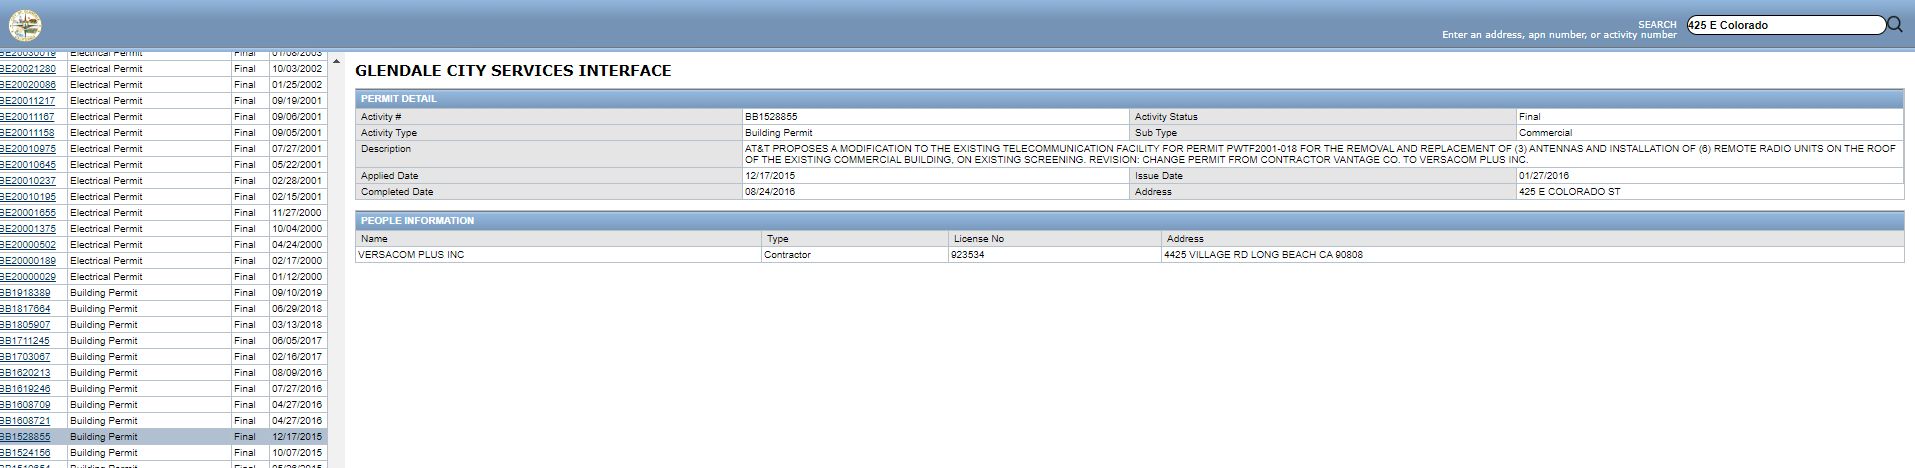 SEARCH
Enter an address, apn number, or activity number
425 E Colorado
BE20030019 Electrical Permit Final 01/08/2003
BE20021280 Electrical Permit Final 10/03/2002
BE20020086 Electrical Permit Final 01/25/2002
BE20011217 Electrical Permit Final 09/19/2001
BE20011167 Electrical Permit Final 09/06/2001
BE20011158 Electrical Permit Final 09/05/2001
BE20010975 Electrical Permit Final 07/27/2001
BE20010645 Electrical Permit Final 05/22/2001
BE20010237 Electrical Permit Final 02/28/2001
BE20010195 Electrical Permit Final 02/15/2001
BE20001655 Electrical Permit Final 11/27/2000
BE20001375 Electrical Permit Final 10/04/2000
BE20000502 Electrical Permit Final 04/24/2000
BE20000189 Electrical Permit Final 02/17/2000
BE20000029 Electrical Permit Final 01/12/2000
BB1918389 Building Permit Final 09/10/2019
BB1817664 Building Permit Final 06/29/2018
BB1805907 Building Permit Final 03/13/2018
BB1711245 Building Permit Final 06/05/2017
BB1703067 Building Permit Final 02/16/2017
BB1620213 Building Permit Final 08/09/2016
BB1619246 Building Permit Final 07/27/2016
BB1608709 Building Permit Final 04/27/2016
BB1608721 Building Permit Final 04/27/2016
BB1528855 Building Permit Final 12/17/2015
BB1524156 Building Permit Final 10/07/2015
Building Permit Final
GLENDALE CITY SERVICES INTERFACE
PERMIT DETAIL
Activity # BB1528855 Activity Status Final
Activity Type Building Permit Sub Type Commercial
Description AT&T PROPOSES A MODIFICATION TO THE EXISTING TELECOMMUNICATION FACILITY FOR PERMIT PWTF2001-018 FOR THE REMOVAL AND REPLACEMENT OF (3) ANTENNAS AND INSTALLATION OF (6) REMOTE RADIO UNITS ON THE ROOF
OF THE EXISTING COMMERCIAL BUILDING, ON EXISTING SCREENING. REVISION: CHANGE PERMIT FROM CONTRACTOR VANTAGE CO. TO VERSACOM PLUS INC.
Applied Date 12/17/2015 Issue Date 01/27/2016
Completed Date 08/24/2016 Address 425 E COLORADO ST
PEOPLE INFORMATION
Name Type License No Address
VERSACOM PLUS INC Contractor 923534 4425 VILLAGE RD LONG BEACH CA 90808